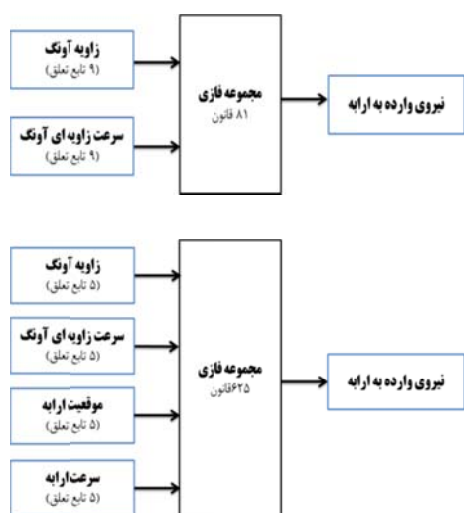 زاویه آونگ
(۹ تابع تعلق)
سرعت زاویه ای آونگ
(۹ تابع تعلق)
مجموعه فازی
۸۱ قانون
نیروی وارده به ارابه
زاویه آونگ
(۵ تابع تعلق)
سرعت زاویه ای آونگ
(۵ تابع تعلق)
موقعیت ارابه
(۵ تابع تعلق)
سرعت ارابه
(۵ تابع تعلق)
مجموعه فازی
۶۲۵قانون
نیروی وارده به ارابه